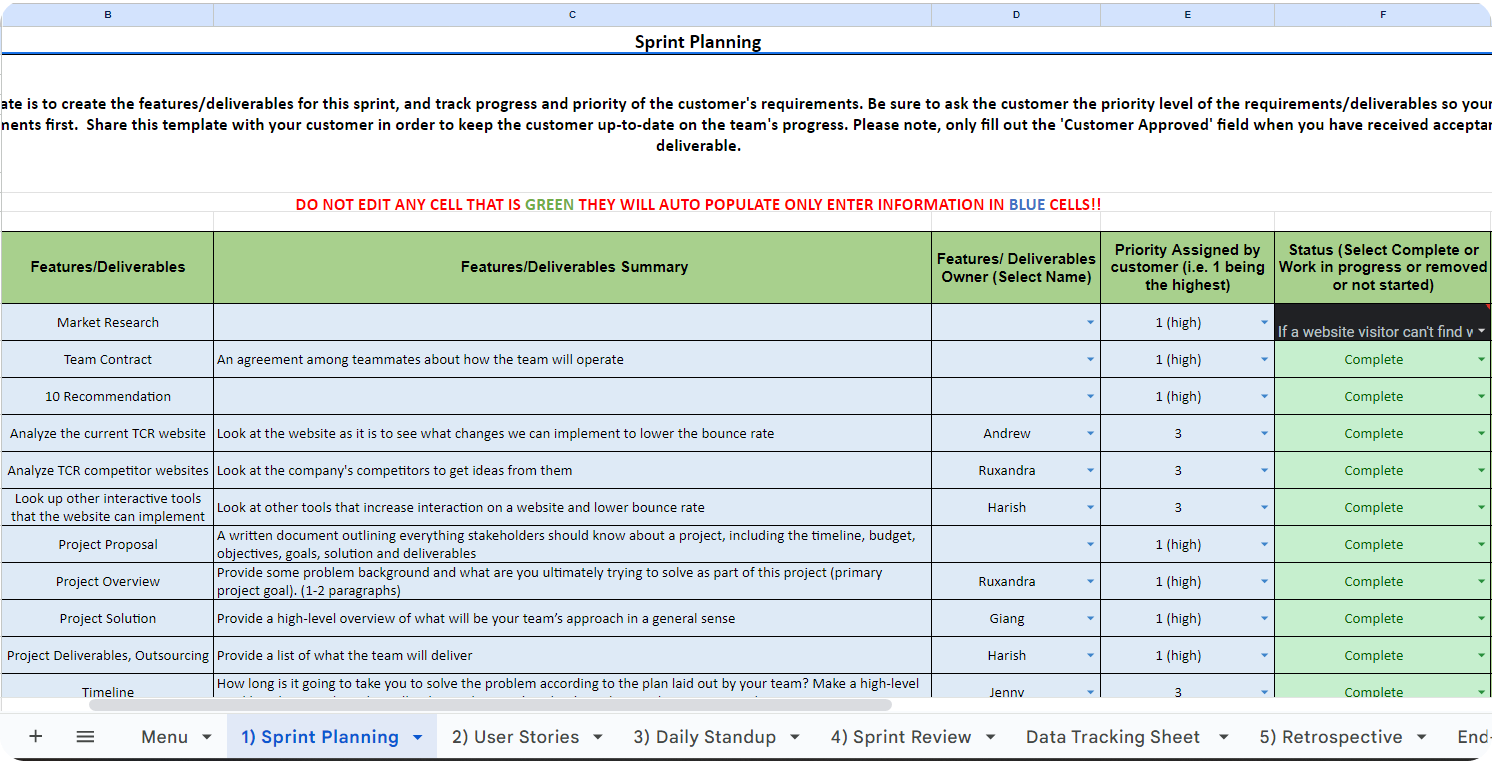 B C D E F
Sprint Planning
ate is to create the features/deliverables for this sprint, and track progress and priority of the customer's requirements. Be sure to ask the customer the priority level of the requirements/deliverables so your
ments first.  Share this template with your customer in order to keep the customer up-to-date on the team's progress. Please note, only fill out the 'Customer Approved' field when you have received acceptan
deliverable.
DO NOT EDIT ANY CELL THAT IS GREEN THEY WILL AUTO POPULATE ONLY ENTER INFORMATION IN BLUE CELLS!!
Features/Deliverables
Features/Deliverables Summary
Features/ Deliverables
Owner (Select Name)
Priority Assigned by
customer (i.e. 1 being
the highest)
Status (Select Complete or
Work in progress or removed
or not started)
Market Research 1 (high) If a website visitor can't find w
Team Contract An agreement among teammates about how the team will operate 1 (high) Complete
10 Recommendation 1 (high) Complete
Analyze the current TCR website Look at the website as it is to see what changes we can implement to lower the bounce rate Andrew 3 Complete
Analyze TCR competitor websites Look at the company's competitors to get ideas from them Ruxandra 3 Complete
Look up other interactive tools
that the website can implement
Look at other tools that increase interaction on a website and lower bounce rate Harish 3 Complete
Project Proposal
A written document outlining everything stakeholders should know about a project, including the timeline, budget,
objectives, goals, solution and deliverables
1 (high) Complete
Project Overview
Provide some problem background and what are you ultimately trying to solve as part of this project (primary
project goal). (1-2 paragraphs)
Ruxandra 1 (high) Complete
Project Solution Provide a high-level overview of what will be your team’s approach in a general sense Giang 1 (high) Complete
Project Deliverables, Outsourcing Provide a list of what the team will deliver Harish 1 (high) Complete
Timeline
How long is it going to take you to solve the problem according to the plan laid out by your team? Make a high-level
Jenny 3 Complete
+ Menu 1) Sprint Planning 2) User Stories 3) Daily Standup 4) Sprint Review Data Tracking Sheet 5) Retrospective End-